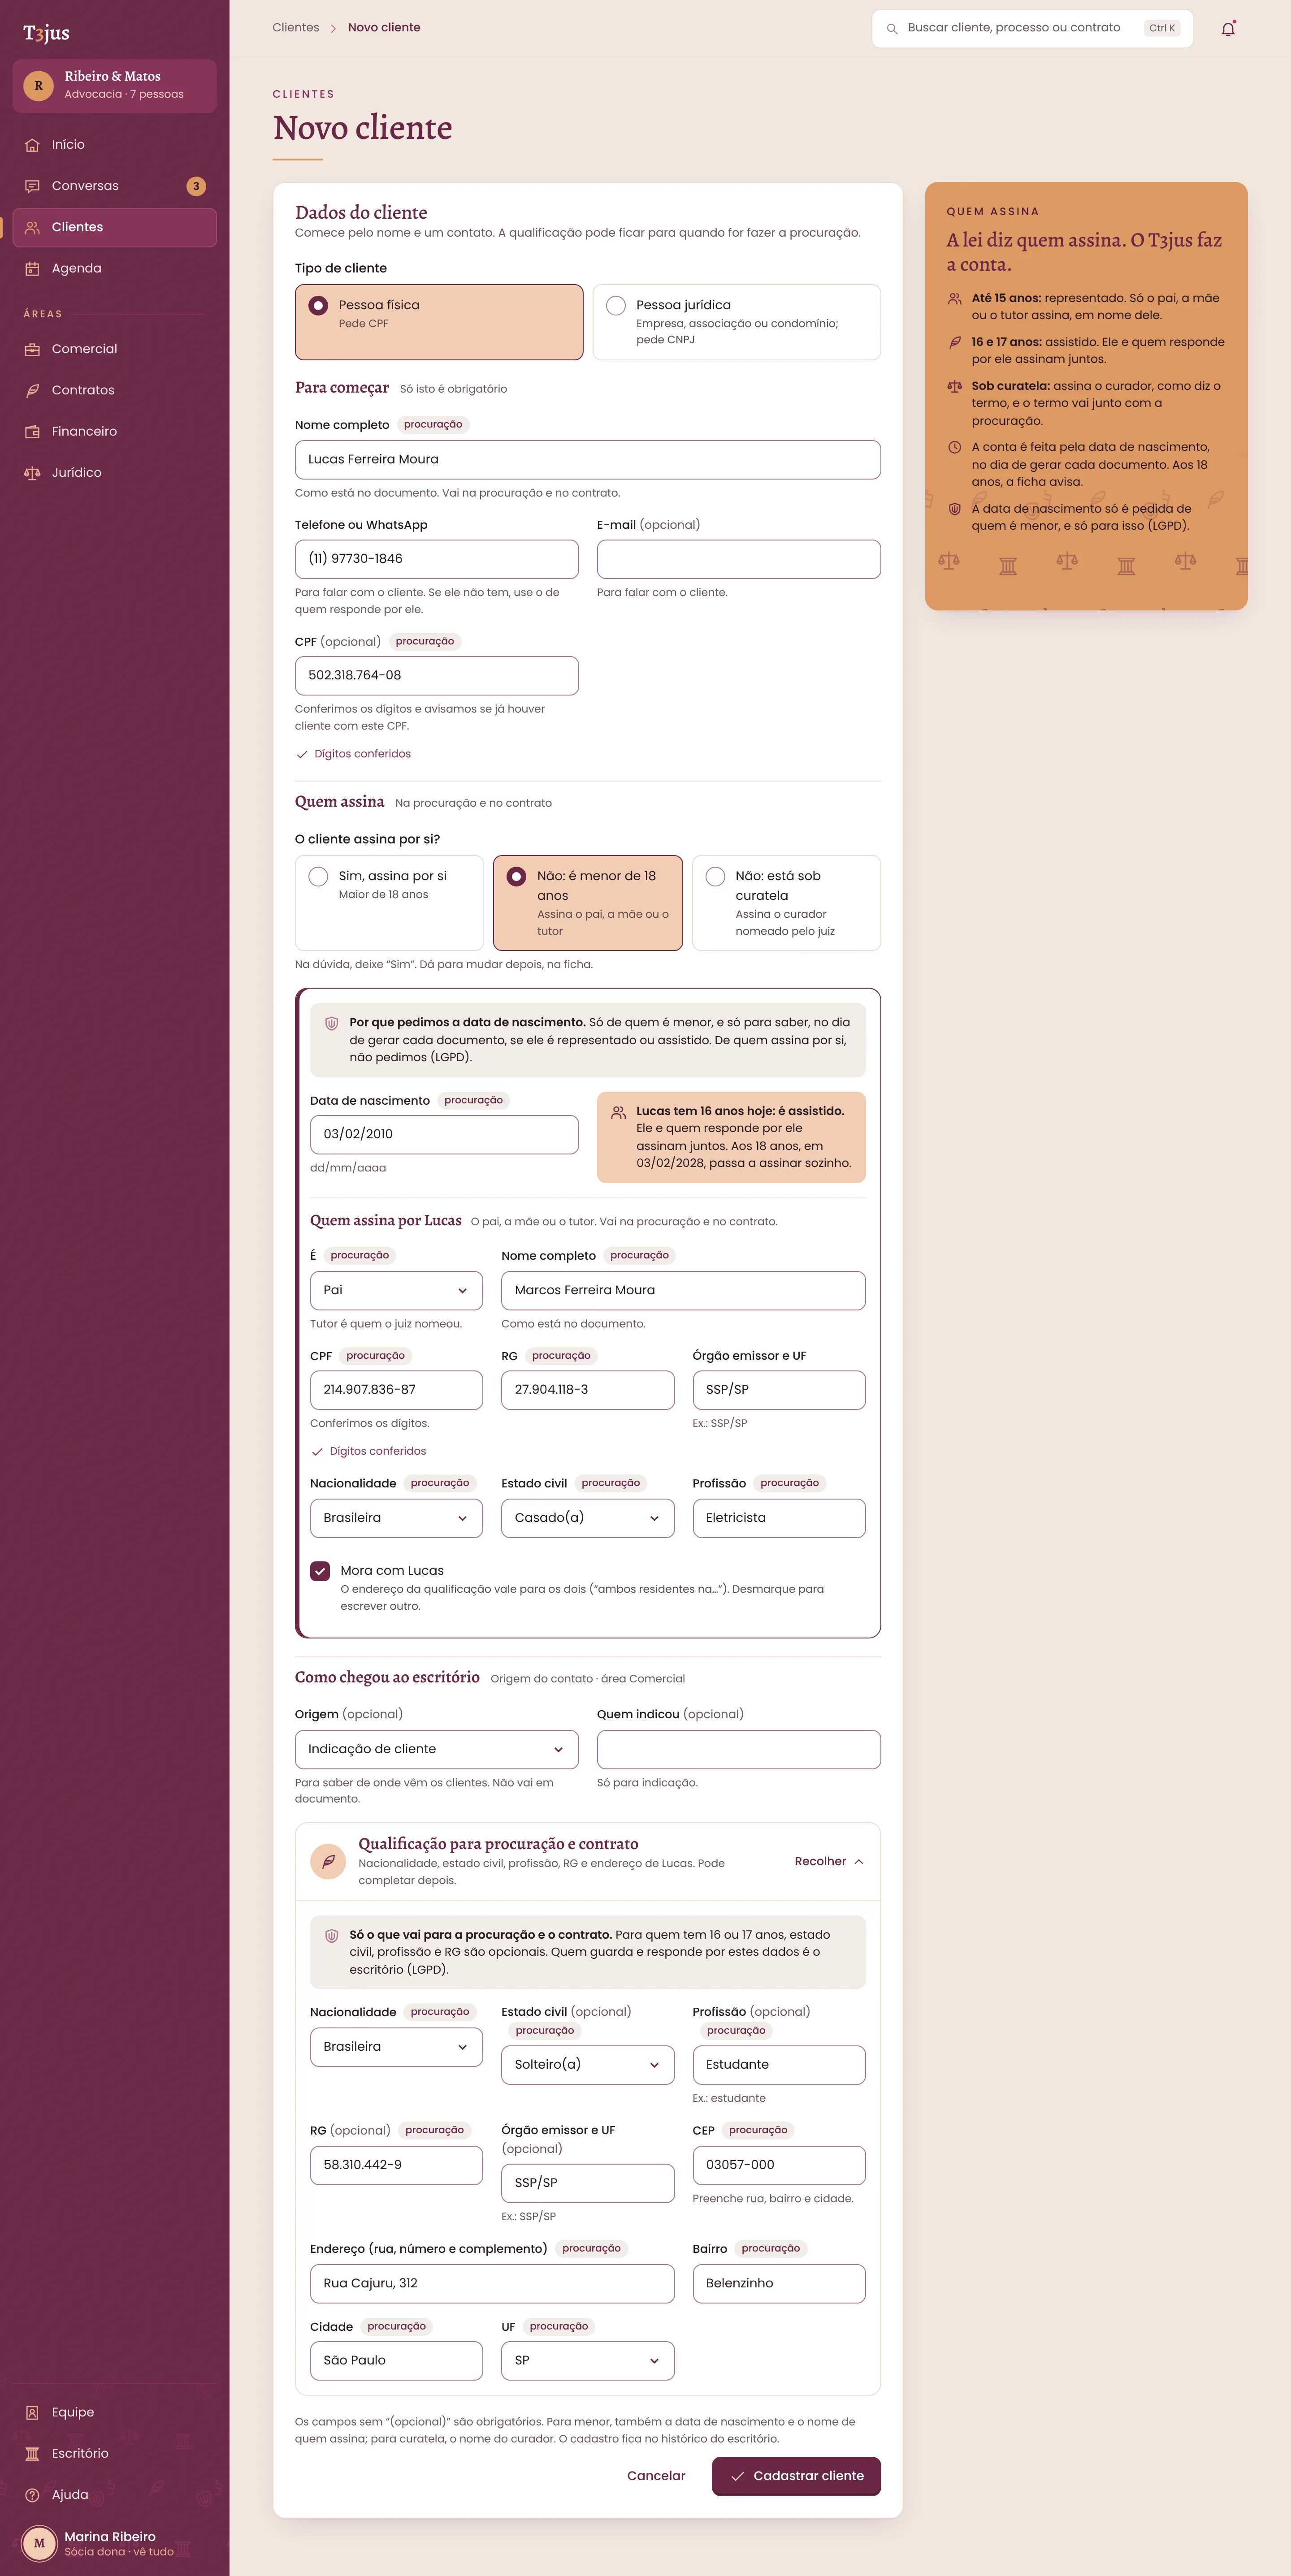 T3jus
R
Ribeiro & Matos
Advocacia · 7 pessoas
Início
Conversas
3
Clientes
Agenda
ÁREAS
Comercial
Contratos
Financeiro
Jurídico
Equipe
Escritório
Ajuda
M
Marina Ribeiro
Sócia dona · vê tudo
Clientes
Novo cliente
Buscar cliente, processo ou contrato
Ctrl K
CLIENTES
Novo cliente
Dados do cliente
Comece pelo nome e um contato. A qualificação pode ficar para quando for fazer a procuração.
Tipo de cliente
Pessoa física
Pede CPF
Pessoa jurídica
Empresa, associação ou condomínio;
pede CNPJ
Para começar Só isto é obrigatório
Nome completo procuração
Lucas Ferreira Moura
Como está no documento. Vai na procuração e no contrato.
Telefone ou WhatsApp
(11) 97730-1846
Para falar com o cliente. Se ele não tem, use o de
quem responde por ele.
E-mail (opcional)
Para falar com o cliente.
CPF (opcional) procuração
502.318.764-08
Conferimos os dígitos e avisamos se já houver
cliente com este CPF.
Dígitos conferidos
Quem assina Na procuração e no contrato
O cliente assina por si?
Sim, assina por si
Maior de 18 anos
Não: é menor de 18
anos
Assina o pai, a mãe ou o
tutor
Não: está sob
curatela
Assina o curador
nomeado pelo juiz
Na dúvida, deixe “Sim”. Dá para mudar depois, na ficha.
Por que pedimos a data de nascimento. Só de quem é menor, e só para saber, no dia
de gerar cada documento, se ele é representado ou assistido. De quem assina por si,
não pedimos (LGPD).
Data de nascimento procuração
03/02/2010
dd/mm/aaaa
Lucas tem 16 anos hoje: é assistido.
Ele e quem responde por ele
assinam juntos. Aos 18 anos, em
03/02/2028, passa a assinar sozinho.
Quem assina por Lucas O pai, a mãe ou o tutor. Vai na procuração e no contrato.
É procuração
Pai
Tutor é quem o juiz nomeou.
Nome completo procuração
Marcos Ferreira Moura
Como está no documento.
CPF procuração
214.907.836-87
Conferimos os dígitos.
Dígitos conferidos
RG procuração
27.904.118-3
Órgão emissor e UF
SSP/SP
Ex.: SSP/SP
Nacionalidade procuração
Brasileira
Estado civil procuração
Casado(a)
Profissão procuração
Eletricista
Mora com Lucas
O endereço da qualificação vale para os dois (“ambos residentes na…”). Desmarque para
escrever outro.
Como chegou ao escritório Origem do contato · área Comercial
Origem (opcional)
Indicação de cliente
Para saber de onde vêm os clientes. Não vai em
documento.
Quem indicou (opcional)
Só para indicação.
Qualificação para procuração e contrato
Nacionalidade, estado civil, profissão, RG e endereço de Lucas. Pode
completar depois.
Recolher
Só o que vai para a procuração e o contrato. Para quem tem 16 ou 17 anos, estado
civil, profissão e RG são opcionais. Quem guarda e responde por estes dados é o
escritório (LGPD).
Nacionalidade procuração
Brasileira
Estado civil (opcional)
procuração
Solteiro(a)
Profissão (opcional)
procuração
Estudante
Ex.: estudante
RG (opcional) procuração
58.310.442-9
Órgão emissor e UF
(opcional)
SSP/SP
Ex.: SSP/SP
CEP procuração
03057-000
Preenche rua, bairro e cidade.
Endereço (rua, número e complemento) procuração
Rua Cajuru, 312
Bairro procuração
Belenzinho
Cidade procuração
São Paulo
UF procuração
SP
Os campos sem “(opcional)” são obrigatórios. Para menor, também a data de nascimento e o nome de
quem assina; para curatela, o nome do curador. O cadastro fica no histórico do escritório.
Cancelar
Cadastrar cliente
QUEM ASSINA
A lei diz quem assina. O T3jus faz
a conta.
Até 15 anos: representado. Só o pai, a mãe
ou o tutor assina, em nome dele.
16 e 17 anos: assistido. Ele e quem responde
por ele assinam juntos.
Sob curatela: assina o curador, como diz o
termo, e o termo vai junto com a
procuração.
A conta é feita pela data de nascimento,
no dia de gerar cada documento. Aos 18
anos, a ficha avisa.
A data de nascimento só é pedida de
quem é menor, e só para isso (LGPD).